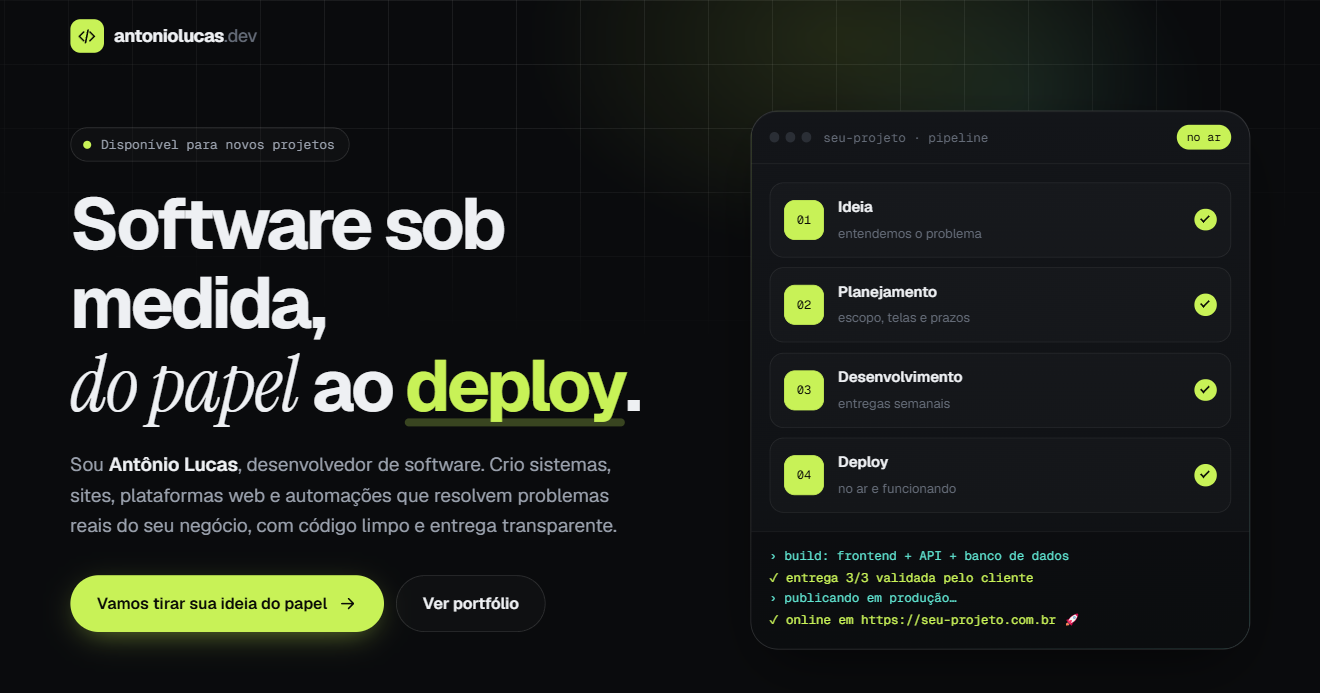 antoniolucas.dev
Disponível para novos projetos
Software sob
medida,
do papel ao deploy.
Sou Antônio Lucas, desenvolvedor de software. Crio sistemas,
sites, plataformas web e automações que resolvem problemas
reais do seu negócio, com código limpo e entrega transparente.
Vamos tirar sua ideia do papel →
Ver portfólio
seu-projeto · pipeline
no ar
01
Ideia
entendemos o problema
02
Planejamento
escopo, telas e prazos
03
Desenvolvimento
entregas semanais
04
Deploy
no ar e funcionando
› build: frontend + API + banco de dados
✓ entrega 3/3 validada pelo cliente
› publicando em produção…
✓ online em https://seu-projeto.com.br 🚀